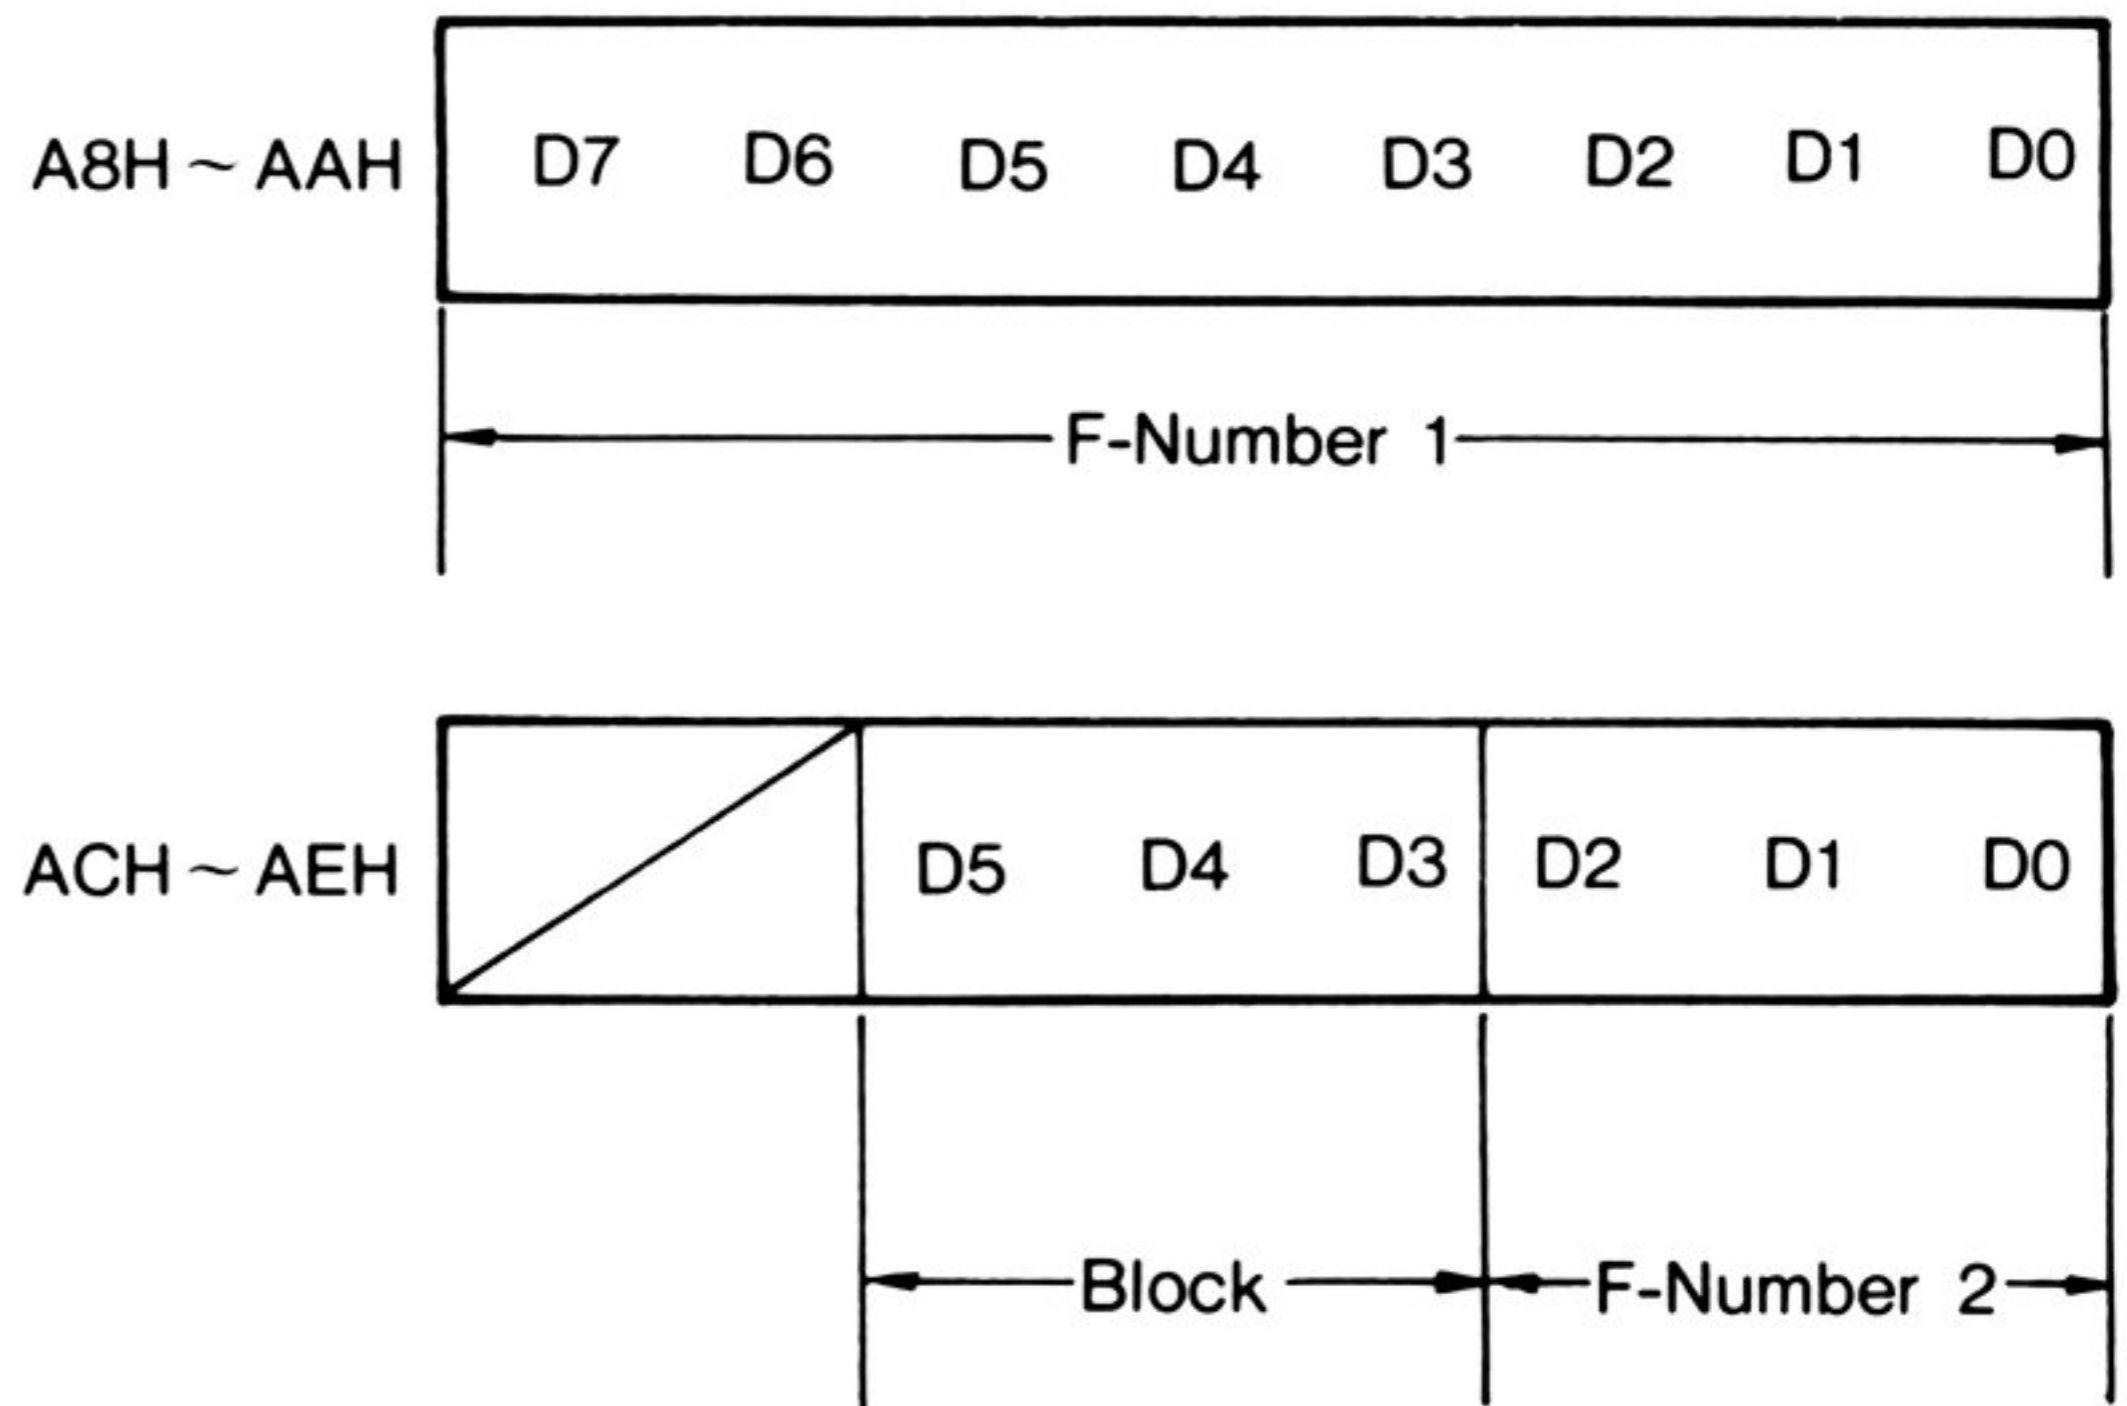 A8H ~ AAH D7 D6 D5 D4 D3 D2 D1 D0
F-Number 1
ACH ~ AEH D5 D4 D3 D2 D1 D0
Block F-Number 2